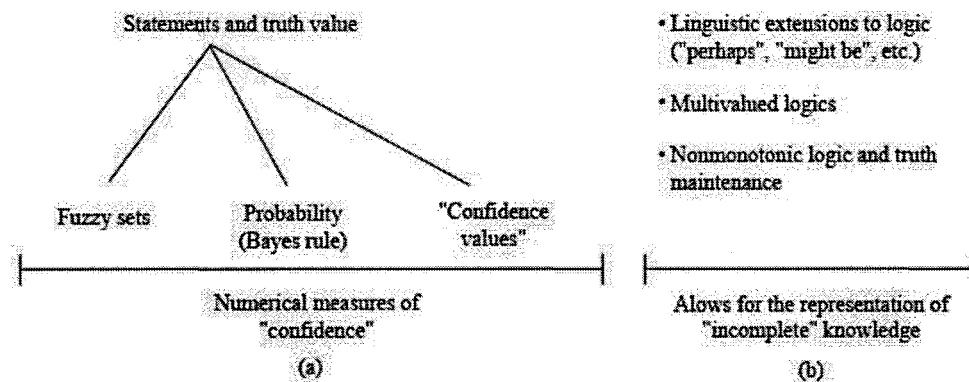 Statements and truth value
Fuzzy sets
Probability
(Bayes rule)
"Confidence
values"
Numerical measures of
"confidence"
(a)
• Linguistic extensions to logic
("perhaps", "might be", etc.)
• Multivalued logics
• Nonmonotonic logic and truth
maintenance
Alows for the representation of
"incomplete" knowledge
(b)